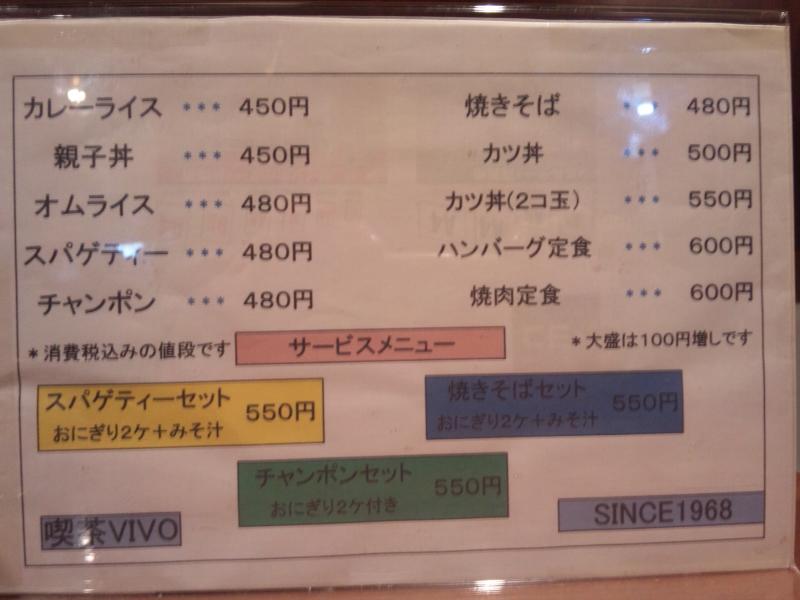 カレーライス *** 450円
焼きそば *** 480円
親子丼 *** 450円
カツ丼 *** 500円
オムライス *** 480円
カツ丼(2コ玉) *** 550円
スパゲティー *** 480円
ハンバーグ定食 *** 600円
チャンポン *** 480円
焼肉定食 *** 600円
*消費税込みの値段です
サービスメニュー
*大盛は100円増しです
スパゲティーセット 550円
おにぎり2ケ+みそ汁
焼きそばセット 550円
おにぎり2ケ+みそ汁
チャンポンセット 550円
おにぎり2ケ付き
喫茶VIVO
SINCE1968